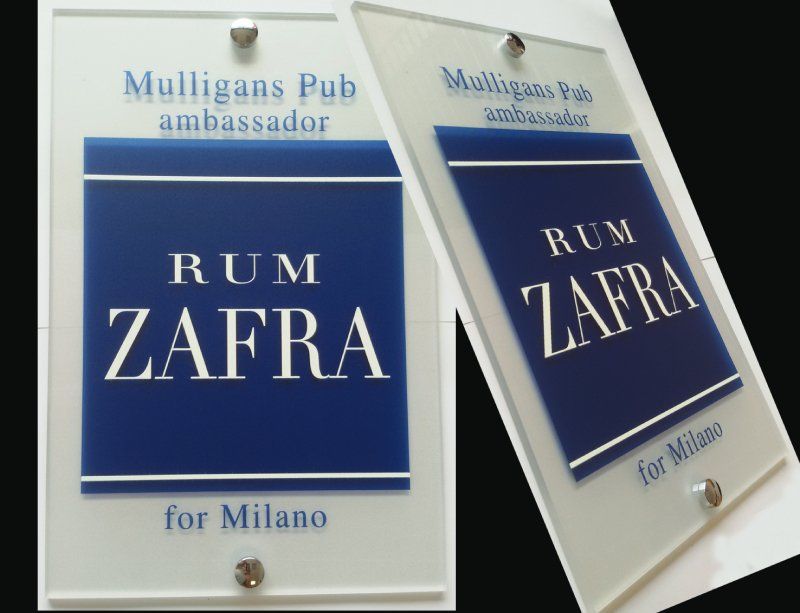 Mulligans Pub
ambassador
RUM
ZAFRA
for Milano
Mulligans Pub
ambassador
RUM
ZAFRA
for Milano